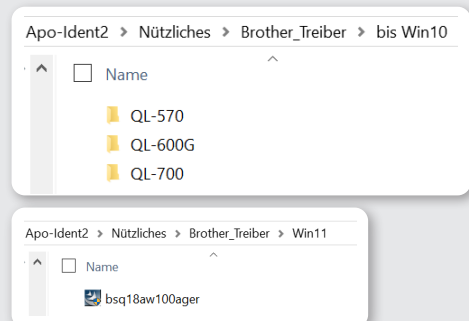 Apo-Ident2 > Nützliches > Brother_Treiber > bis Win10
Name
QL-570
QL-600G
QL-700
Apo-Ident2 > Nützliches > Brother_Treiber > Win11
Name
bsq18aw100ager